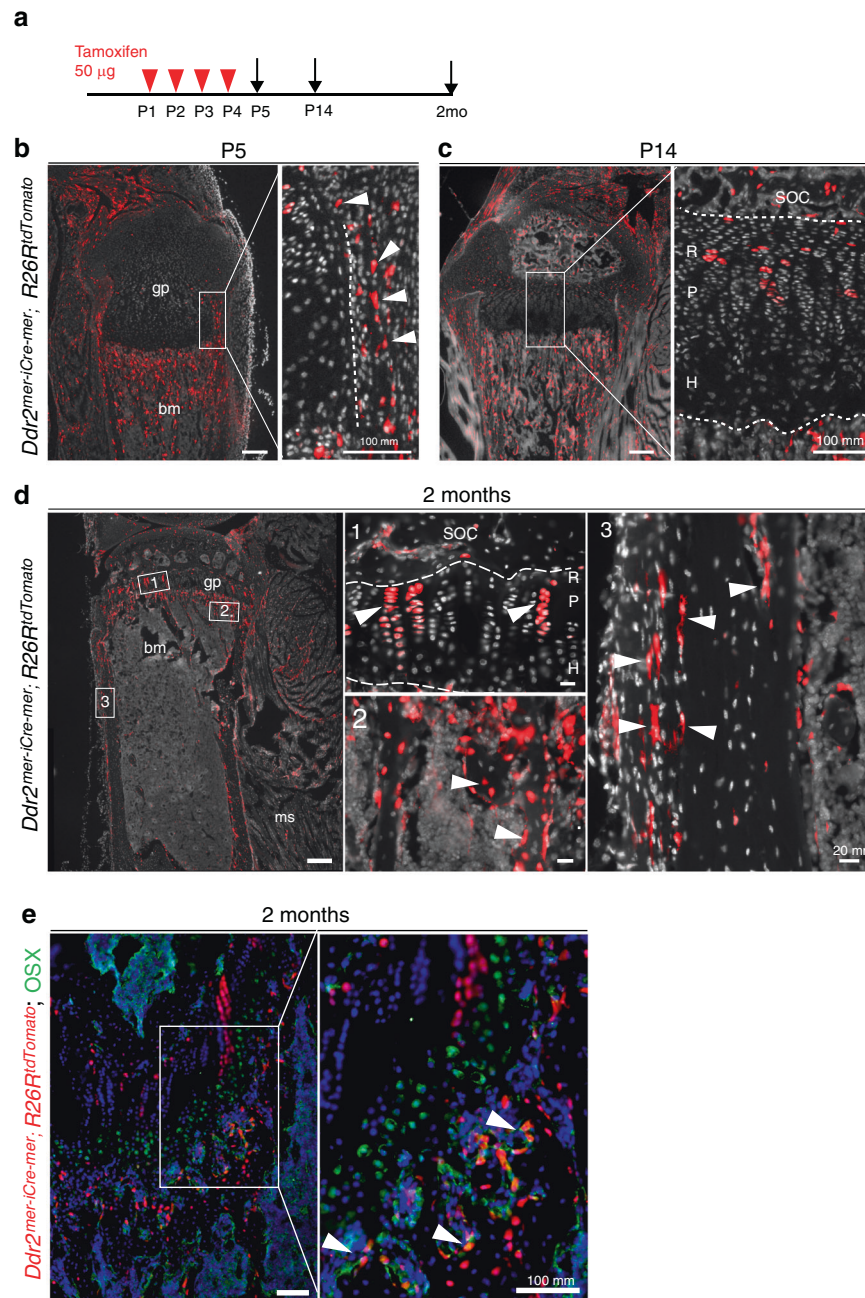 a
Tamoxifen
50 μg
P1 P2 P3 P4 P5 P14 2mo
b P5
c P14
Ddr2mer-iCre-mer; R26RtdTomato
gp
bm
100 mm
SOC
R
P
H
100 mm
d 2 months
Ddr2mer-iCre-mer; R26RtdTomato
1
gp
2
bm
3
ms
1
SOC
R
P
H
2
3
20 mm
e 2 months
Ddr2mer-iCre-mer; R26RtdTomato; OSX
100 mm